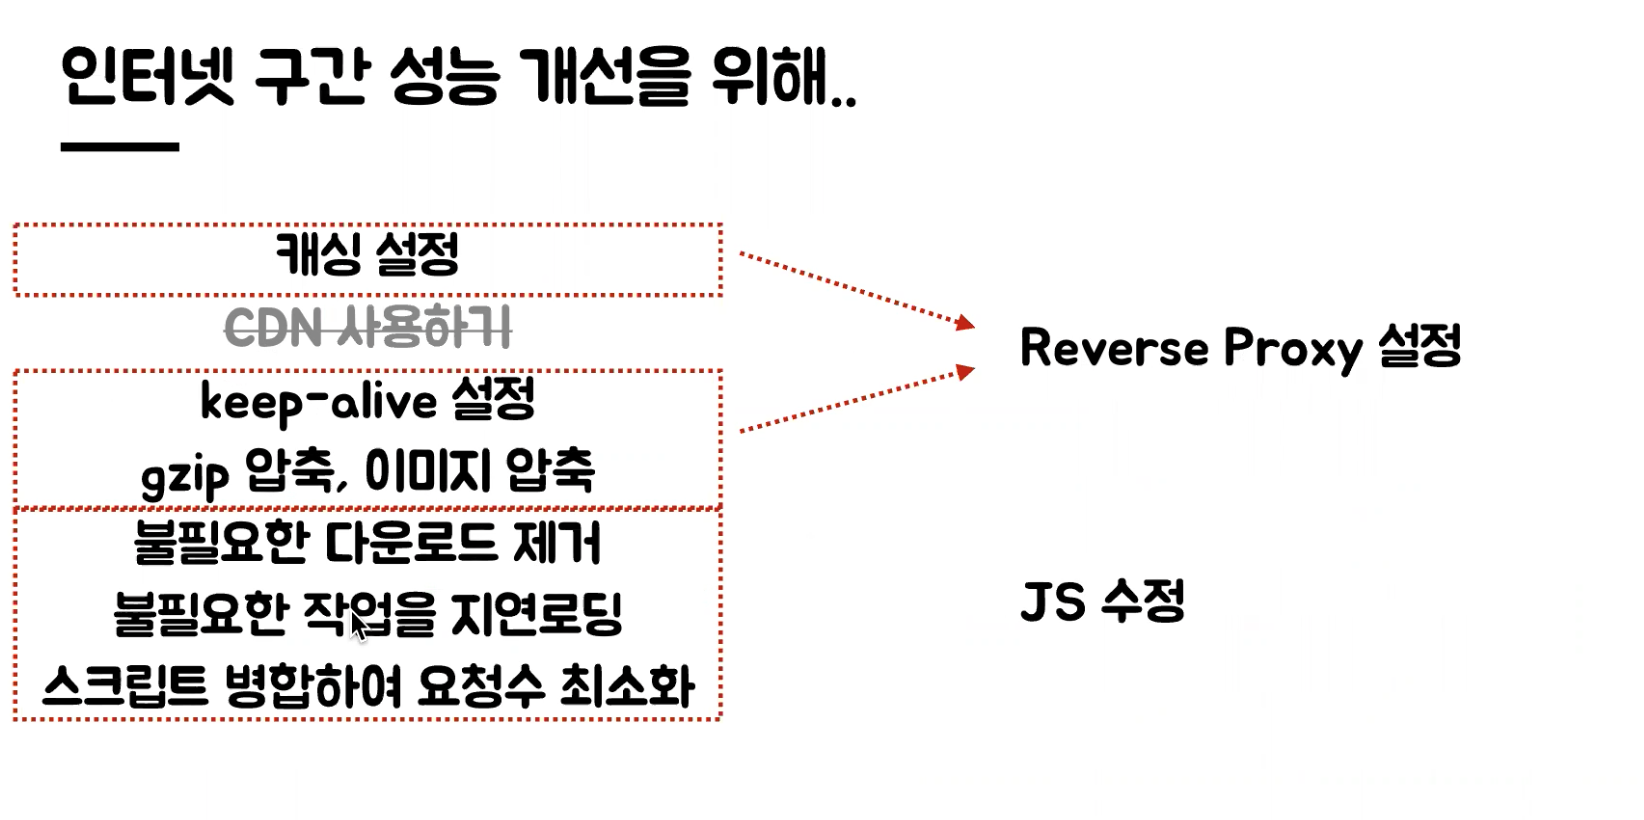 인터넷 구간 성능 개선을 위해..
캐싱 설정
CDN 사용하기
keep-alive 설정
gzip 압축, 이미지 압축
불필요한 다운로드 제거
불필요한 작업을 지연로딩
스크립트 병합하여 요청수 최소화
Reverse Proxy 설정
JS 수정